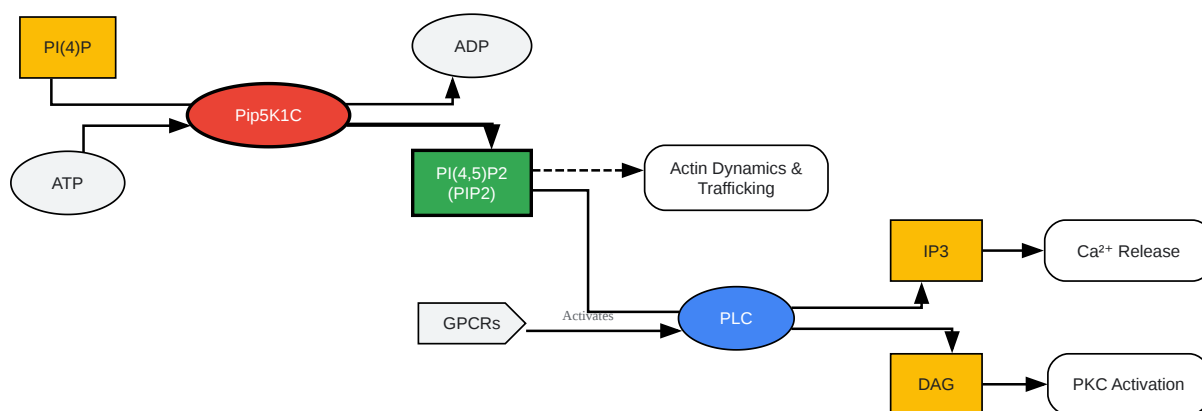 PI(4)P
ADP
Pip5K1C
ATP
PI(4,5)P2
(PIP2)
Actin Dynamics &
Trafficking
IP3
Ca²⁺ Release
GPCRs
Activates
PLC
DAG
PKC Activation